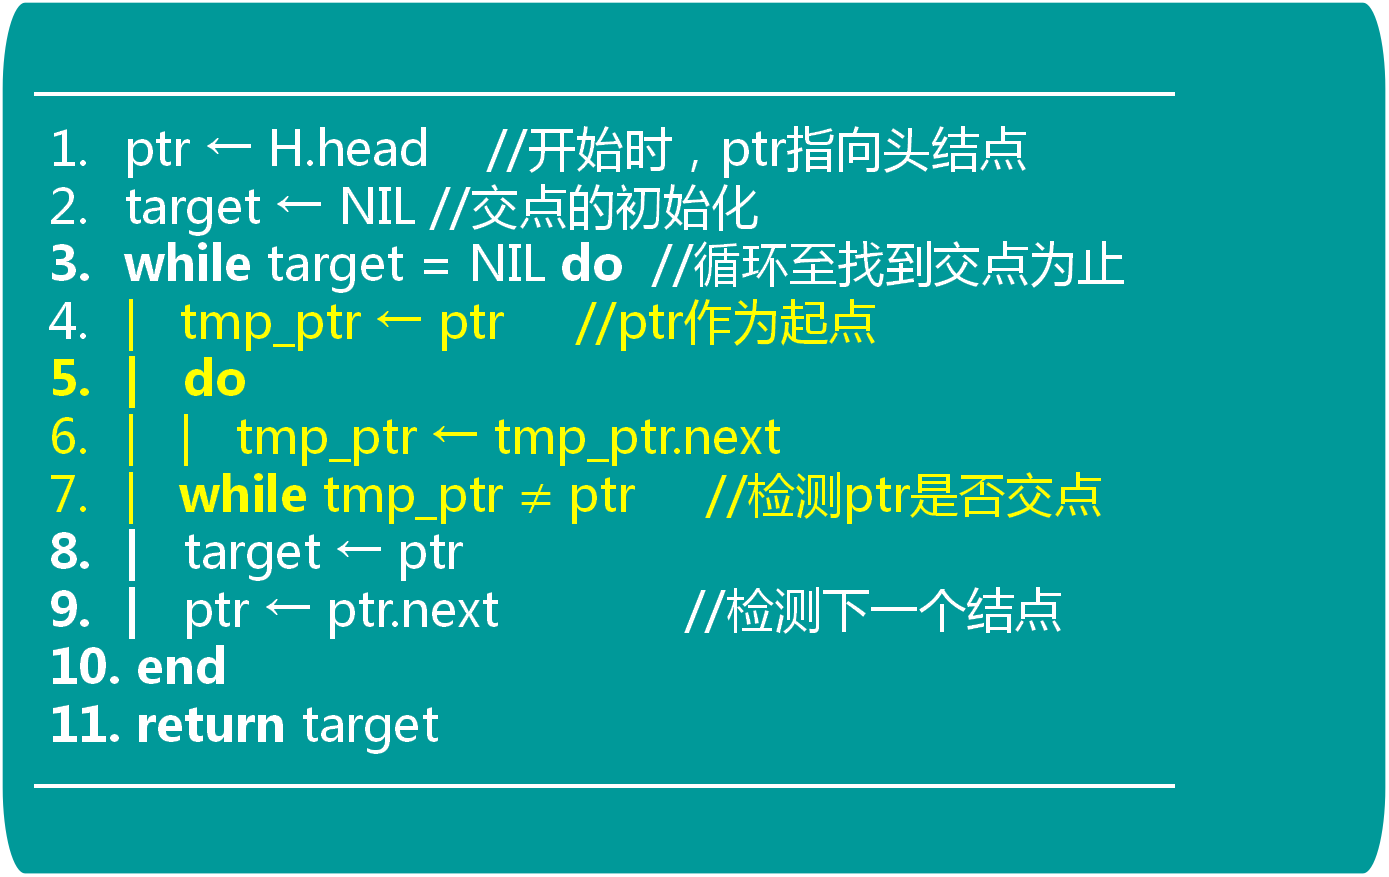 1. ptr ← H.head //开始时，ptr指向头结点
2. target ← NIL //交点的初始化
3. while target = NIL do //循环至找到交点为止
4. | tmp_ptr ← ptr //ptr作为起点
5. | do
6. | | tmp_ptr ← tmp_ptr.next
7. | while tmp_ptr ≠ ptr //检测ptr是否交点
8. | target ← ptr
9. | ptr ← ptr.next //检测下一个结点
10. end
11. return target